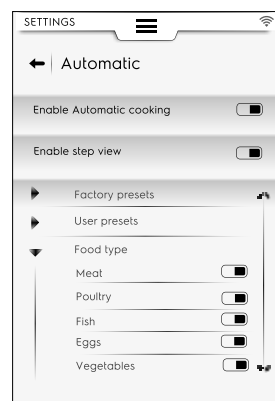 SETTINGS
Automatic
Enable Automatic cooking
Enable step view
Factory presets
User presets
Food type
Meat
Poultry
Fish
Eggs
Vegetables